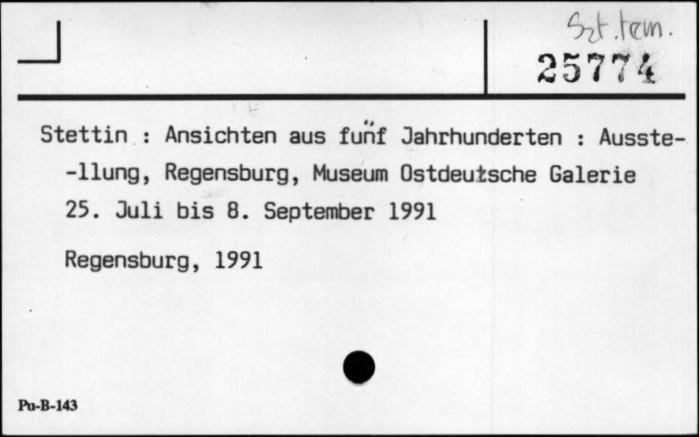 Szt.tem.
25774
Stettin : Ansichten aus fünf Jahrhunderten : Ausste-
-llung, Regensburg, Museum Ostdeutsche Galerie
25. Juli bis 8. September 1991
Regensburg, 1991
Pu-B-143